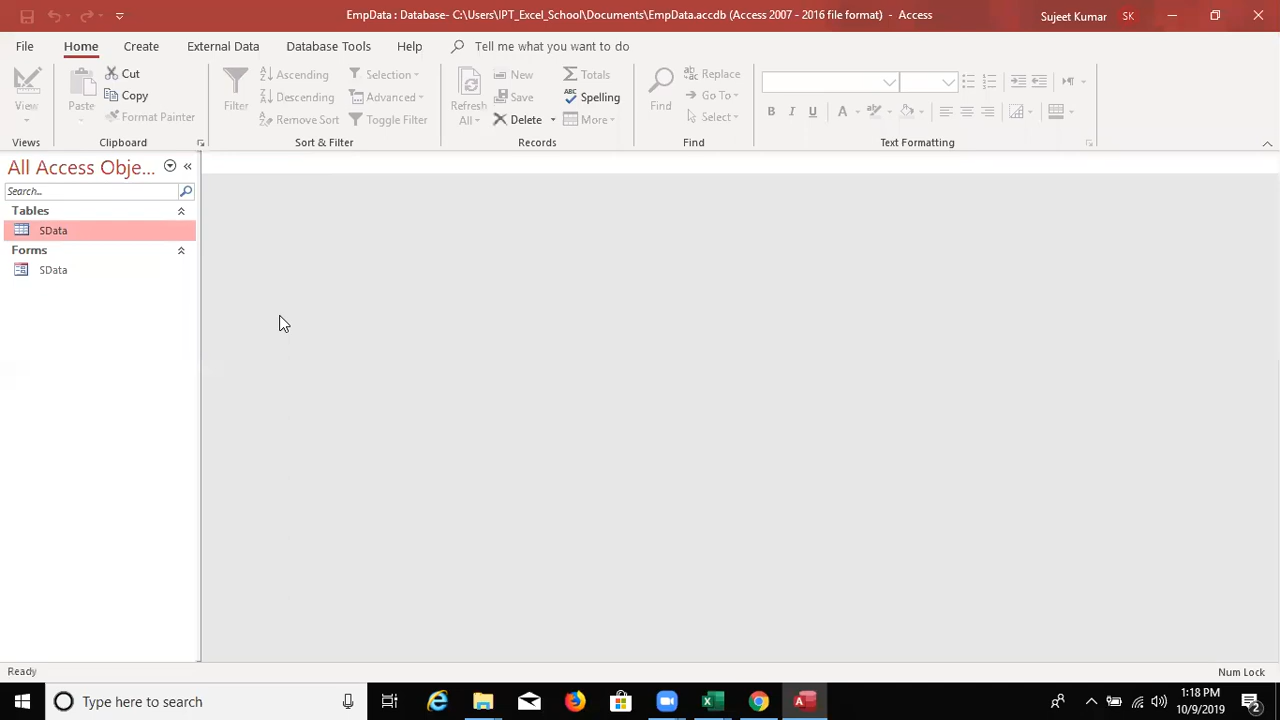 EmpData : Database- C:\Users\IPT_Excel_School\Documents\EmpData.accdb (Access 2007 - 2016 file format) - Access
Sujeet Kumar SK
File Home Create External Data Database Tools Help Tell me what you want to do
View
Views
Paste
Cut
Copy
Format Painter
Clipboard
Filter
Ascending
Descending
Remove Sort
Selection
Advanced
Toggle Filter
Sort & Filter
Refresh All
New
Save
Delete
Totals
Spelling
More
Records
Find
Replace
Go To
Select
Find
B I U A
Text Formatting
All Access Obje...
Search...
Tables
SData
Forms
SData
Ready
Num Lock
Type here to search
1:18 PM
10/9/2019
2